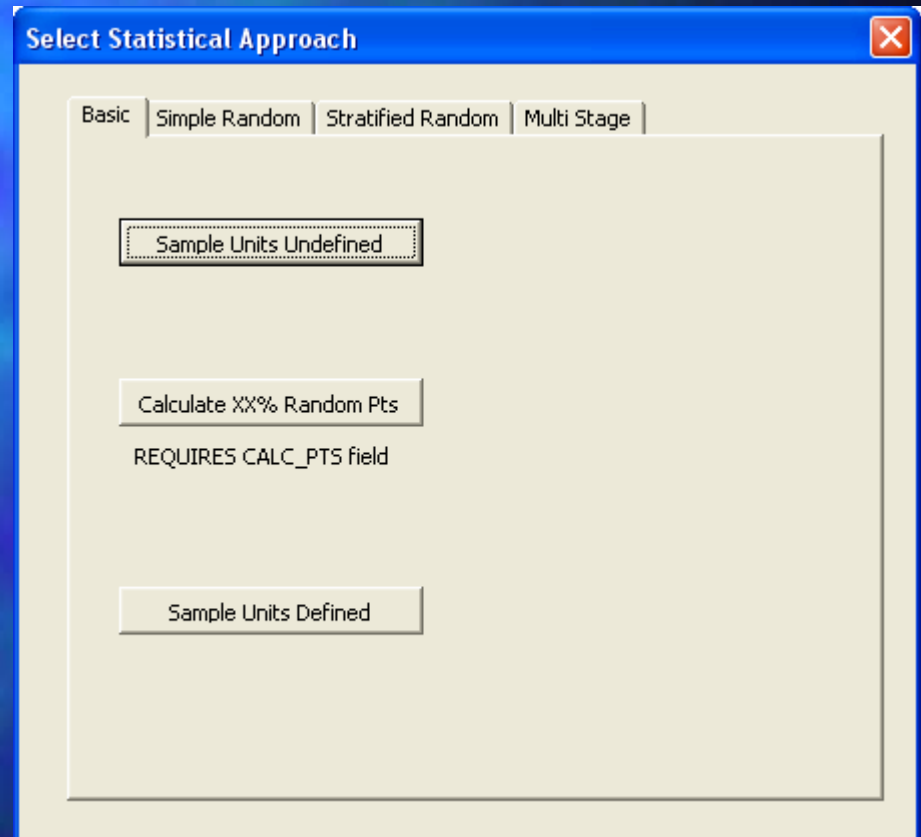 Select Statistical Approach
Basic Simple Random Stratified Random Multi Stage
Sample Units Undefined
Calculate XX% Random Pts
REQUIRES CALC_PTS field
Sample Units Defined